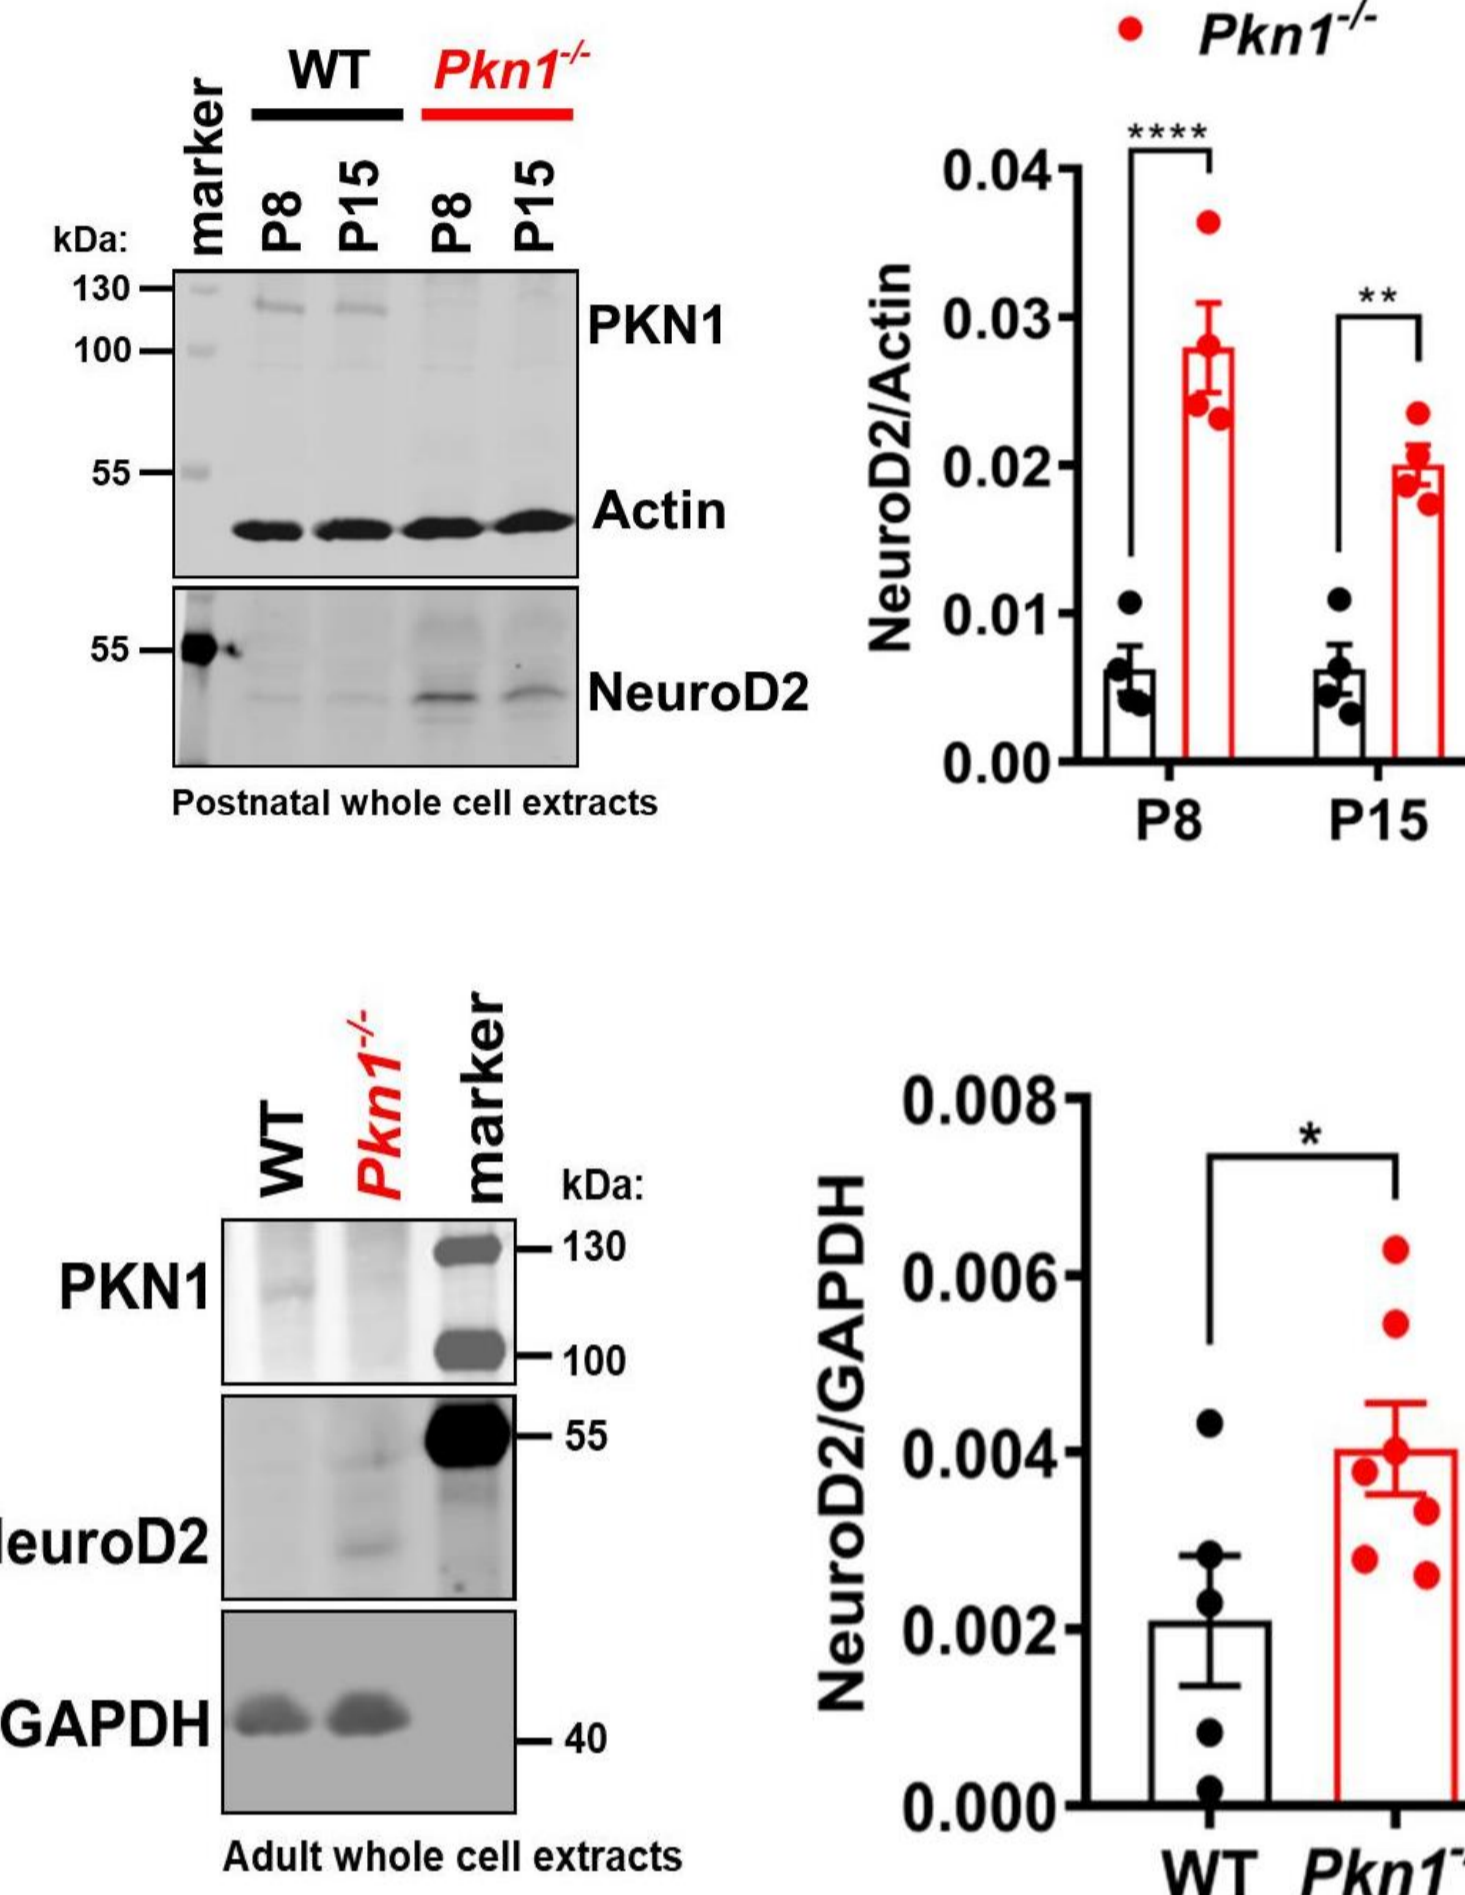 WT Pkn1-/-
marker P8 P15 P8 P15
kDa:
130
100
55
PKN1
Actin
55
NeuroD2
Postnatal whole cell extracts
Pkn1-/-
****
**
0.04
0.03
0.02
0.01
0.00
NeuroD2/Actin
P8 P15
WT Pkn1-/- marker
kDa:
PKN1
130
100
55
euroD2
GAPDH
40
Adult whole cell extracts
*
0.008
0.006
0.004
0.002
0.000
NeuroD2/GAPDH
WT Pkn1-